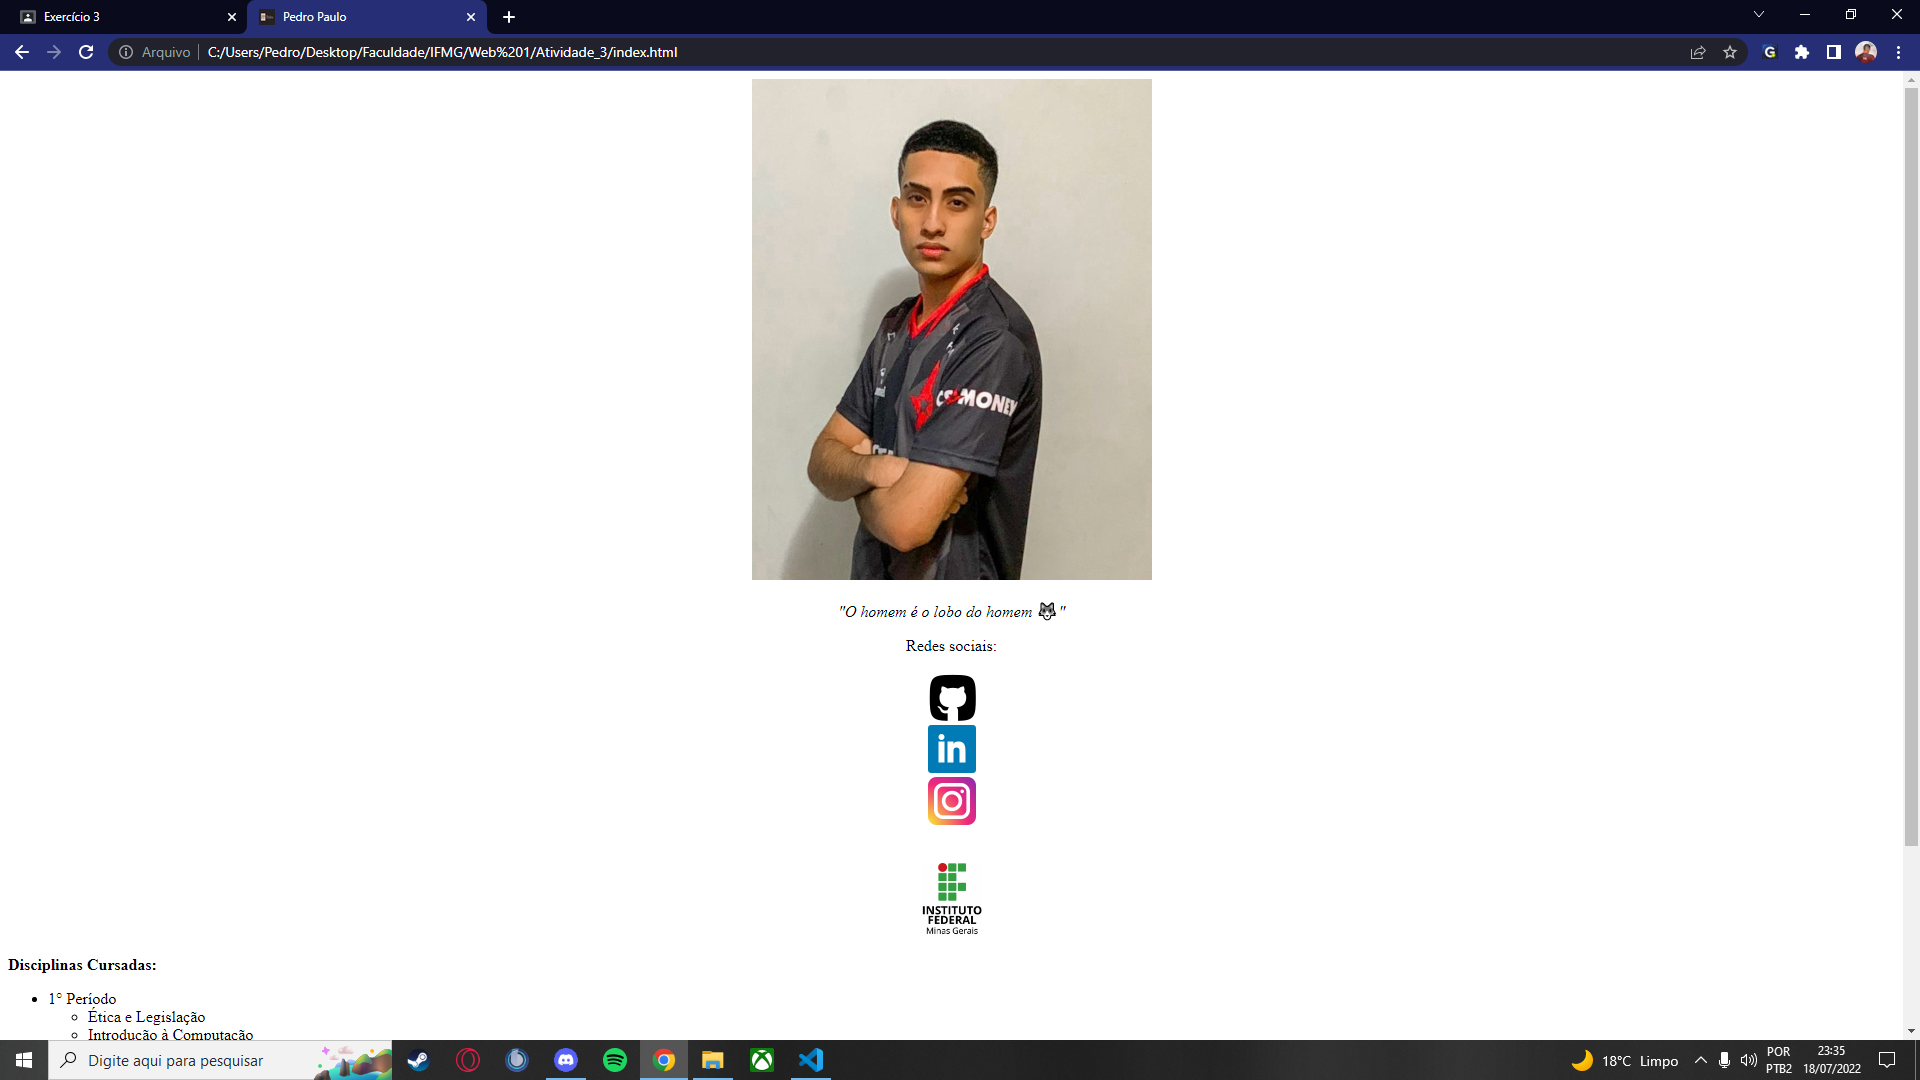 Exercício 3
Pedro Paulo
Arquivo
C:/Users/Pedro/Desktop/Faculdade/IFMG/Web%201/Atividade_3/index.html
MONEY
"O homem é o lobo do homem 🐺"
Redes sociais:
in
INSTITUTO
FEDERAL
Minas Gerais
Disciplinas Cursadas:
1° Período
Ética e Legislação
Introdução à Computação
Digite aqui para pesquisar
18°C Limpo
POR
PTB2
23:35
18/07/2022